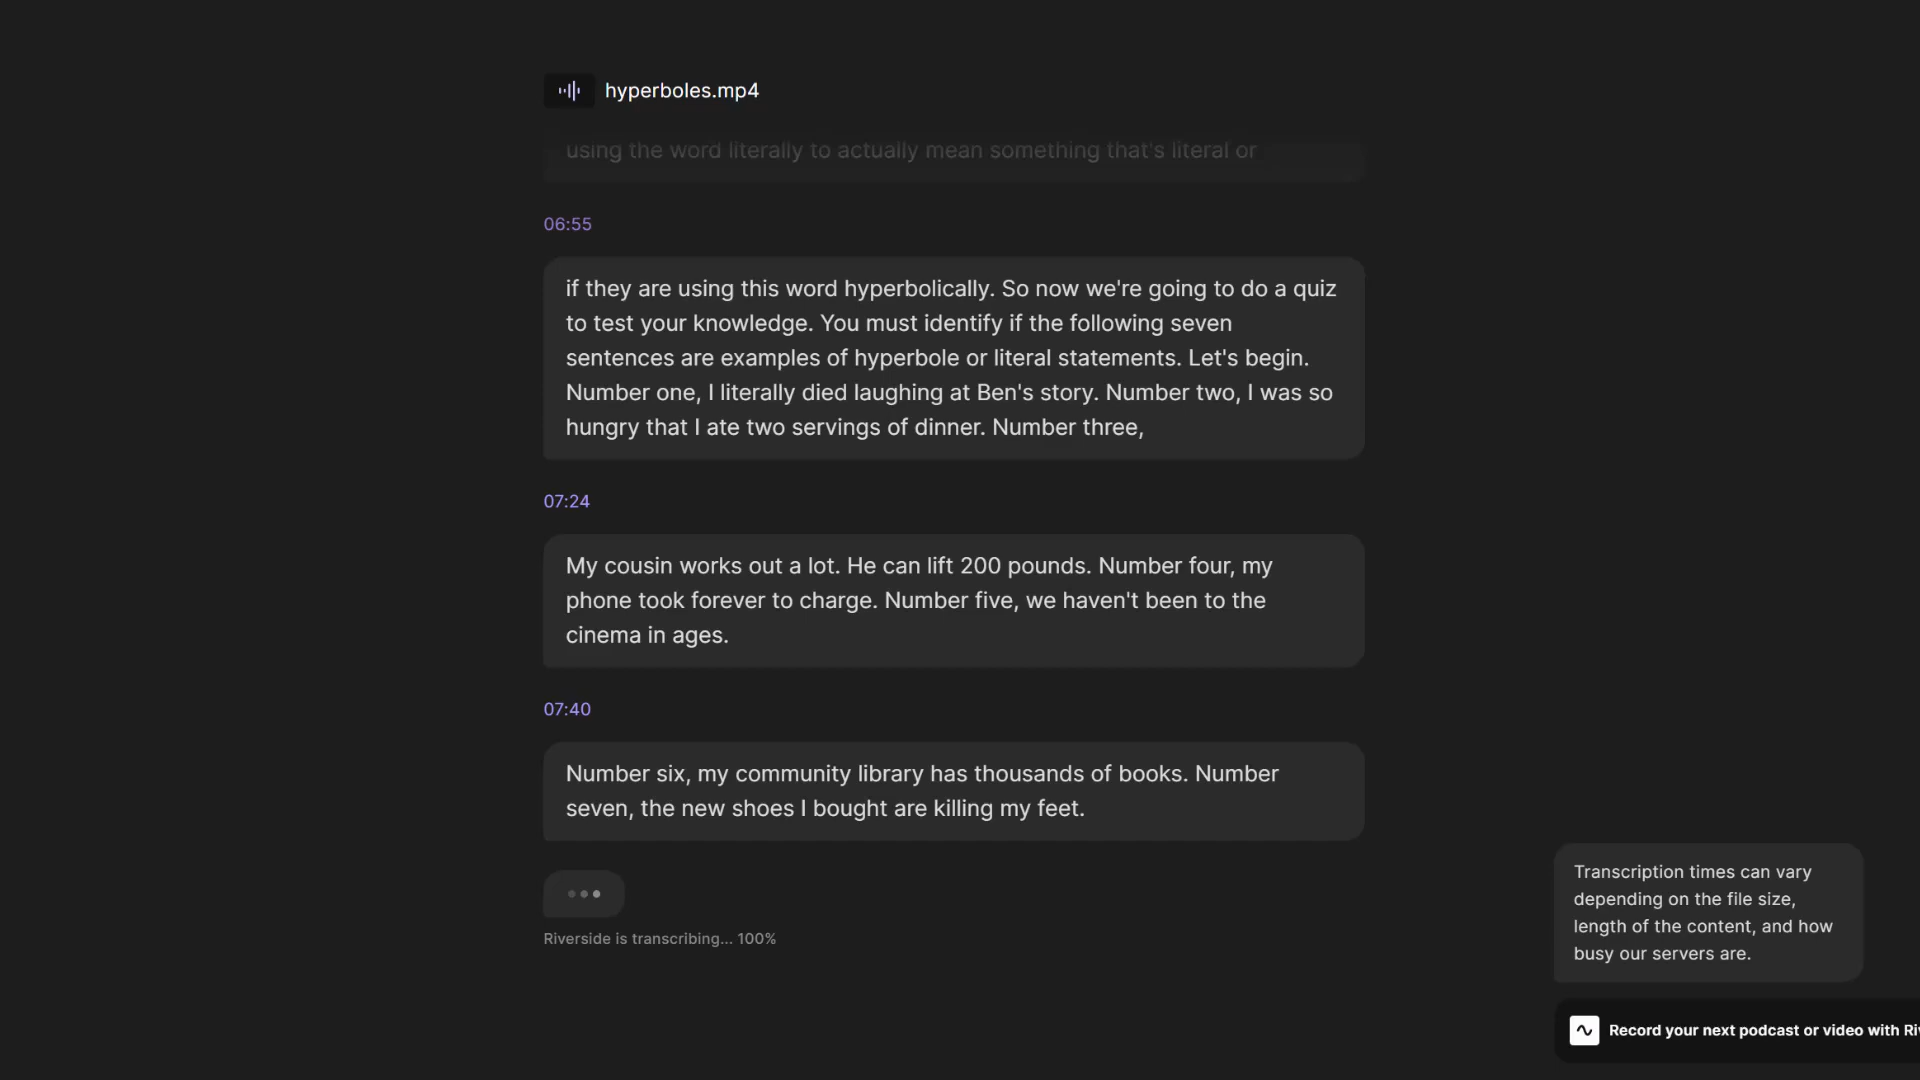 hyperboles.mp4
using the word literally to actually mean something that's literal or
06:55
if they are using this word hyperbolically. So now we're going to do a quiz
to test your knowledge. You must identify if the following seven
sentences are examples of hyperbole or literal statements. Let's begin.
Number one, I literally died laughing at Ben's story. Number two, I was so
hungry that I ate two servings of dinner. Number three,
07:24
My cousin works out a lot. He can lift 200 pounds. Number four, my
phone took forever to charge. Number five, we haven't been to the
cinema in ages.
07:40
Number six, my community library has thousands of books. Number
seven, the new shoes I bought are killing my feet.
Riverside is transcribing... 100%
Transcription times can vary
depending on the file size,
length of the content, and how
busy our servers are.
Record your next podcast or video with